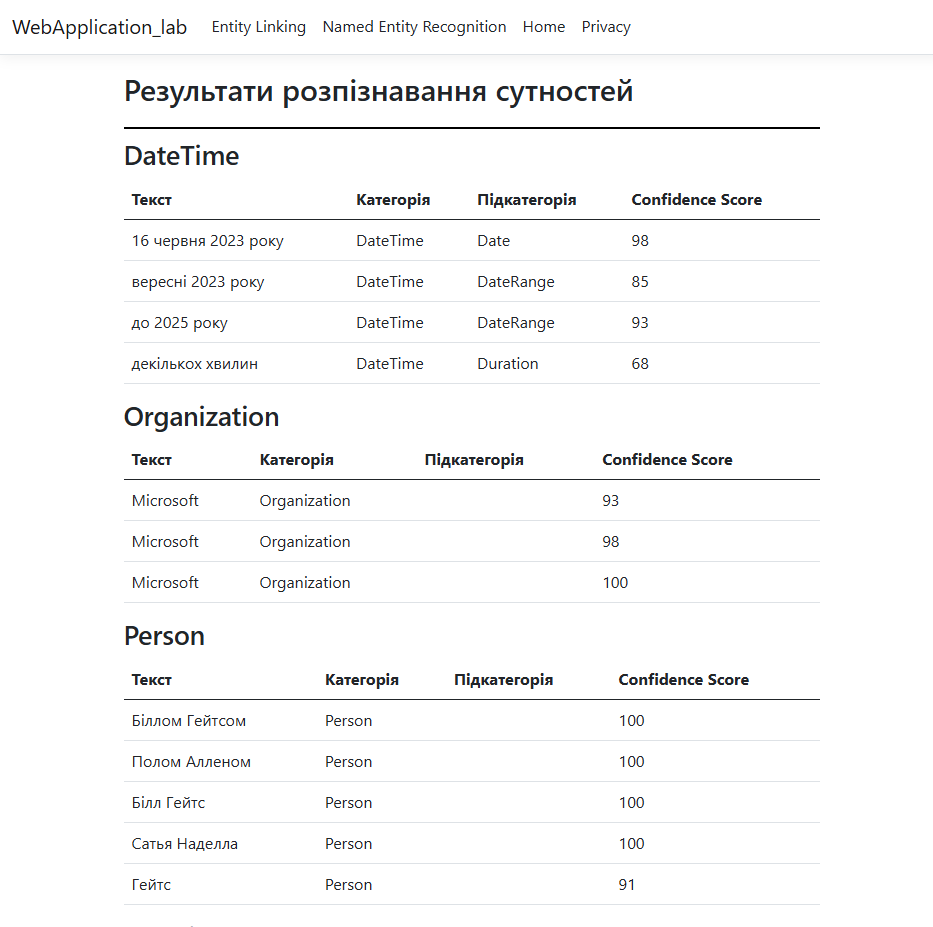 WebApplication_lab Entity Linking Named Entity Recognition Home Privacy
Результати розпізнавання сутностей
DateTime
Текст Категорія Підкатегорія Confidence Score
16 червня 2023 року DateTime Date 98
вересні 2023 року DateTime DateRange 85
до 2025 року DateTime DateRange 93
декількох хвилин DateTime Duration 68
Organization
Текст Категорія Підкатегорія Confidence Score
Microsoft Organization 93
Microsoft Organization 98
Microsoft Organization 100
Person
Текст Категорія Підкатегорія Confidence Score
Біллом Гейтсом Person 100
Полом Алленом Person 100
Білл Гейтс Person 100
Сатья Наделла Person 100
Гейтс Person 91